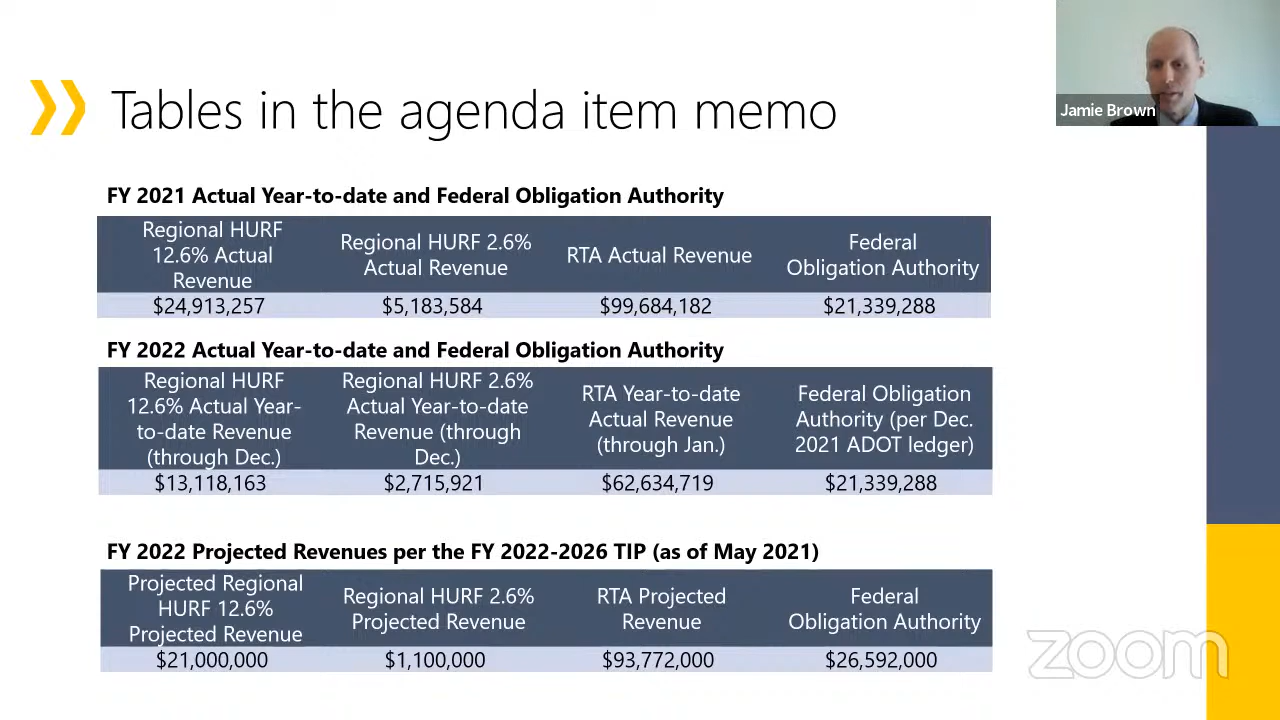 Tables in the agenda item memo
Jamie Brown
FY 2021 Actual Year-to-date and Federal Obligation Authority
Regional HURF
12.6% Actual
Revenue
Regional HURF 2.6%
Actual Revenue
RTA Actual Revenue
Federal
Obligation Authority
$24,913,257
$5,183,584
$99,684,182
$21,339,288
FY 2022 Actual Year-to-date and Federal Obligation Authority
Regional HURF
12.6% Actual Year-
to-date Revenue
(through Dec.)
Regional HURF 2.6%
Actual Year-to-date
Revenue (through
Dec.)
RTA Year-to-date
Actual Revenue
(through Jan.)
Federal Obligation
Authority (per Dec.
2021 ADOT ledger)
$13,118,163
$2,715,921
$62,634,719
$21,339,288
FY 2022 Projected Revenues per the FY 2022-2026 TIP (as of May 2021)
Projected Regional
HURF 12.6%
Projected Revenue
Regional HURF 2.6%
Projected Revenue
RTA Projected
Revenue
Federal
Obligation Authority
$21,000,000
$1,100,000
$93,772,000
$26,592,000
zoom